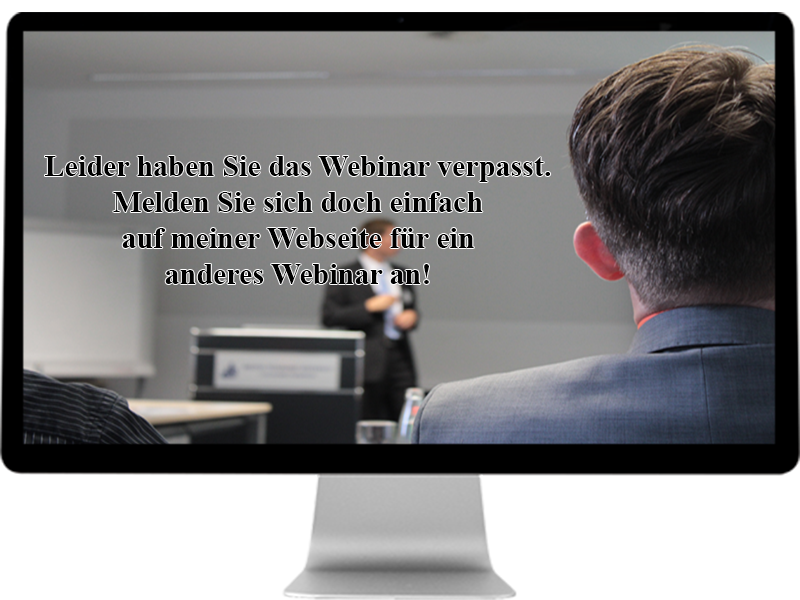 Leider haben Sie das Webinar verpasst.
Melden Sie sich doch einfach
auf meiner Webseite für ein
anderes Webinar an!